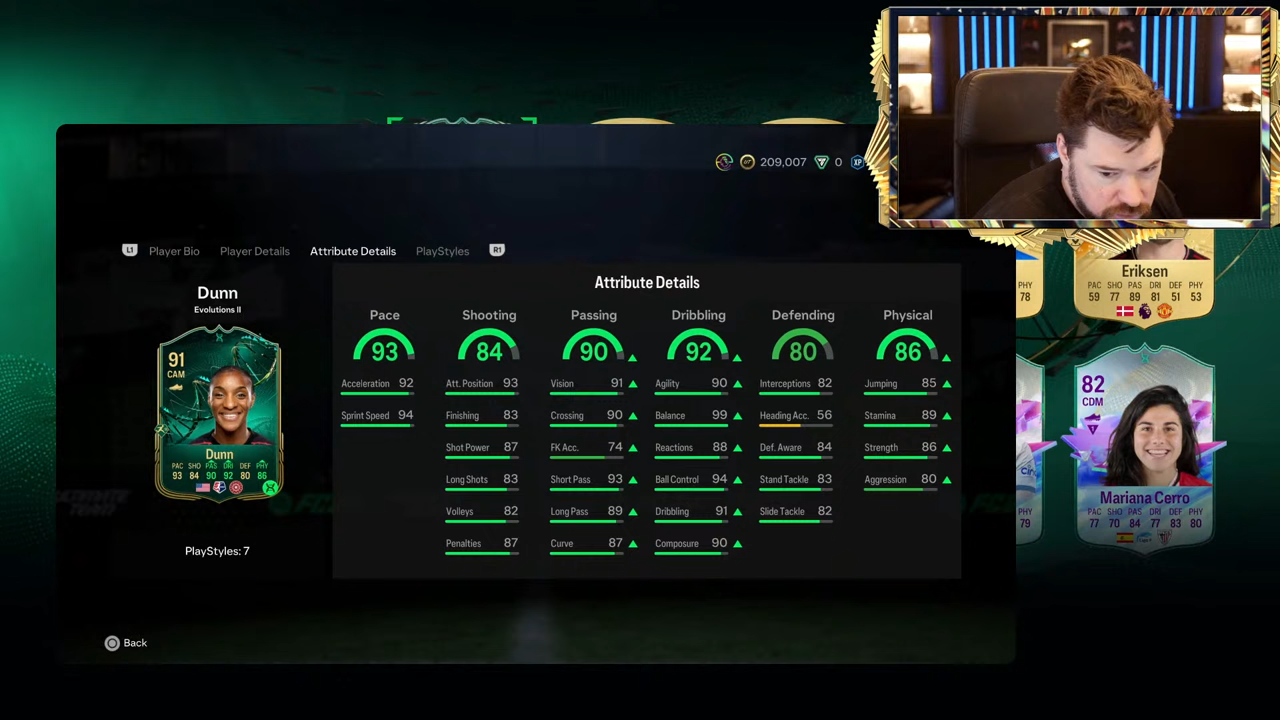 209,007 0 XP
L1 Player Bio Player Details Attribute Details PlayStyles R1
Dunn
Evolutions II
91
CAM
Dunn
PAC SHO PAS DRI DEF PHY
93 84 90 92 80 86
PlayStyles: 7
Attribute Details
Pace Shooting Passing Dribbling Defending Physical
93 84 90 92 80 86
Acceleration 92 Att. Position 93 Vision 91 Agility 90 Interceptions 82 Jumping 85
Sprint Speed 94 Finishing 83 Crossing 90 Balance 99 Heading Acc. 56 Stamina 89
Shot Power 87 FK Acc. 74 Reactions 88 Def. Aware 84 Strength 86
Long Shots 83 Short Pass 93 Ball Control 94 Stand Tackle 83 Aggression 80
Volleys 82 Long Pass 89 Dribbling 91 Slide Tackle 82
Penalties 87 Curve 87 Composure 90
Back
PHY
78
Eriksen
PAC SHO PAS DRI DEF PHY
59 77 89 81 51 53
PHY
79
82
CDM
Mariana Cerro
PAC SHO PAS DRI DEF PHY
77 70 84 77 83 80